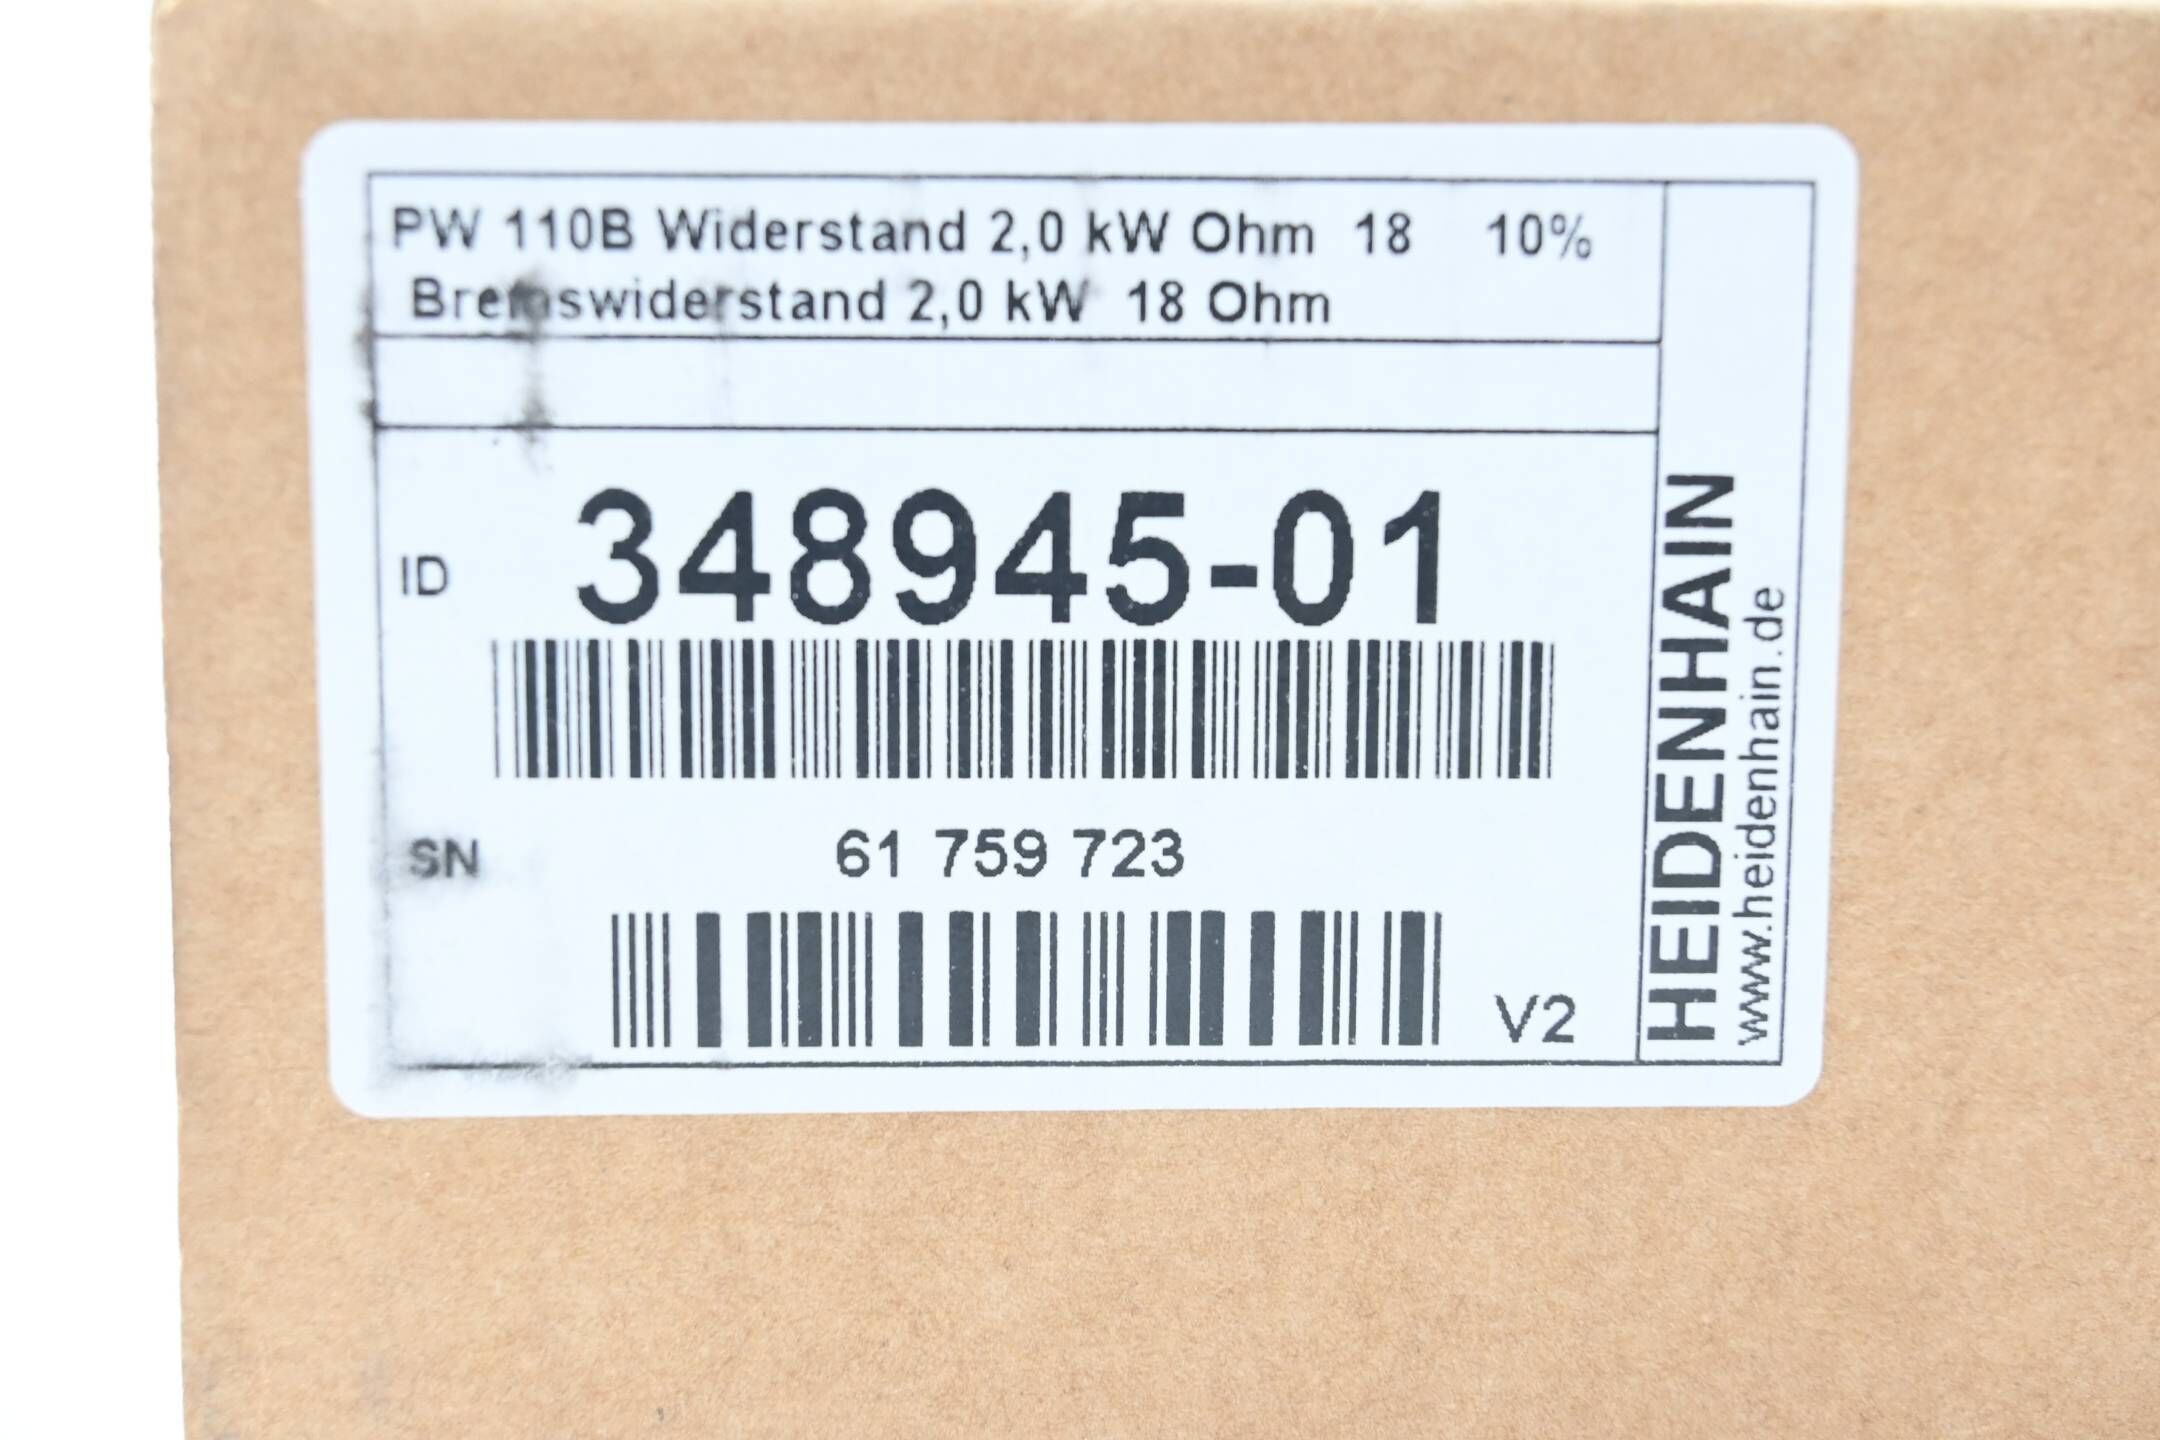 PW 110B Widerstand 2,0 kW Ohm 18 10%
Bremswiderstand 2,0 kW 18 Ohm
ID 348945-01
SN 61 759 723
V2
HEIDENHAIN
www.heidenhain.de